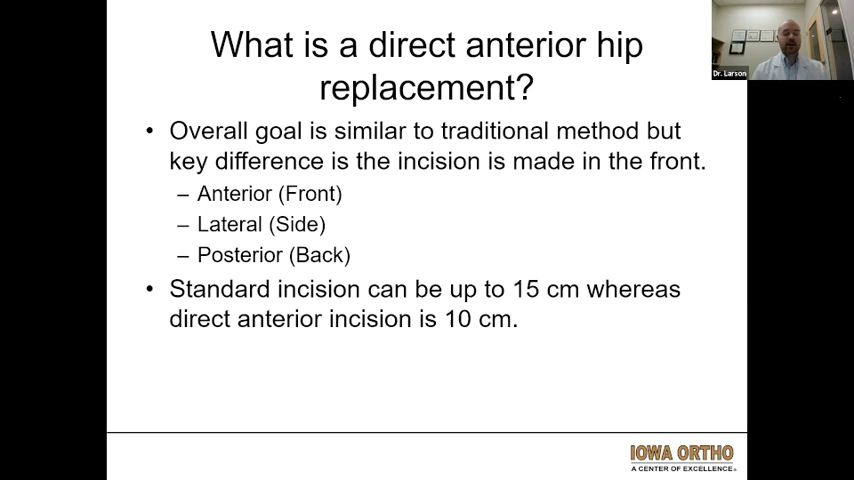 What is a direct anterior hip
replacement?
Dr. Larson
• Overall goal is similar to traditional method but
key difference is the incision is made in the front.
– Anterior (Front)
– Lateral (Side)
– Posterior (Back)
• Standard incision can be up to 15 cm whereas
direct anterior incision is 10 cm.
IOWA ORTHO
A CENTER OF EXCELLENCE